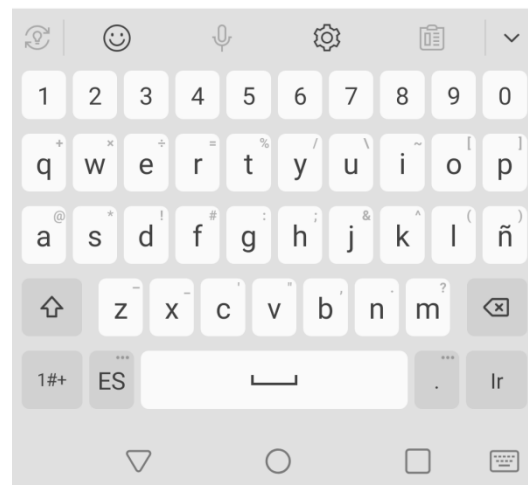 1 2 3 4 5 6 7 8 9 0
+ × ÷ = % / \ ~ [ ]
q w e r t y u i o p
@ * ! # : ; & ^ ( )
a s d f g h j k l ñ
– _ ' " , . ?
z x c v b n m
1#+ ES . Ir